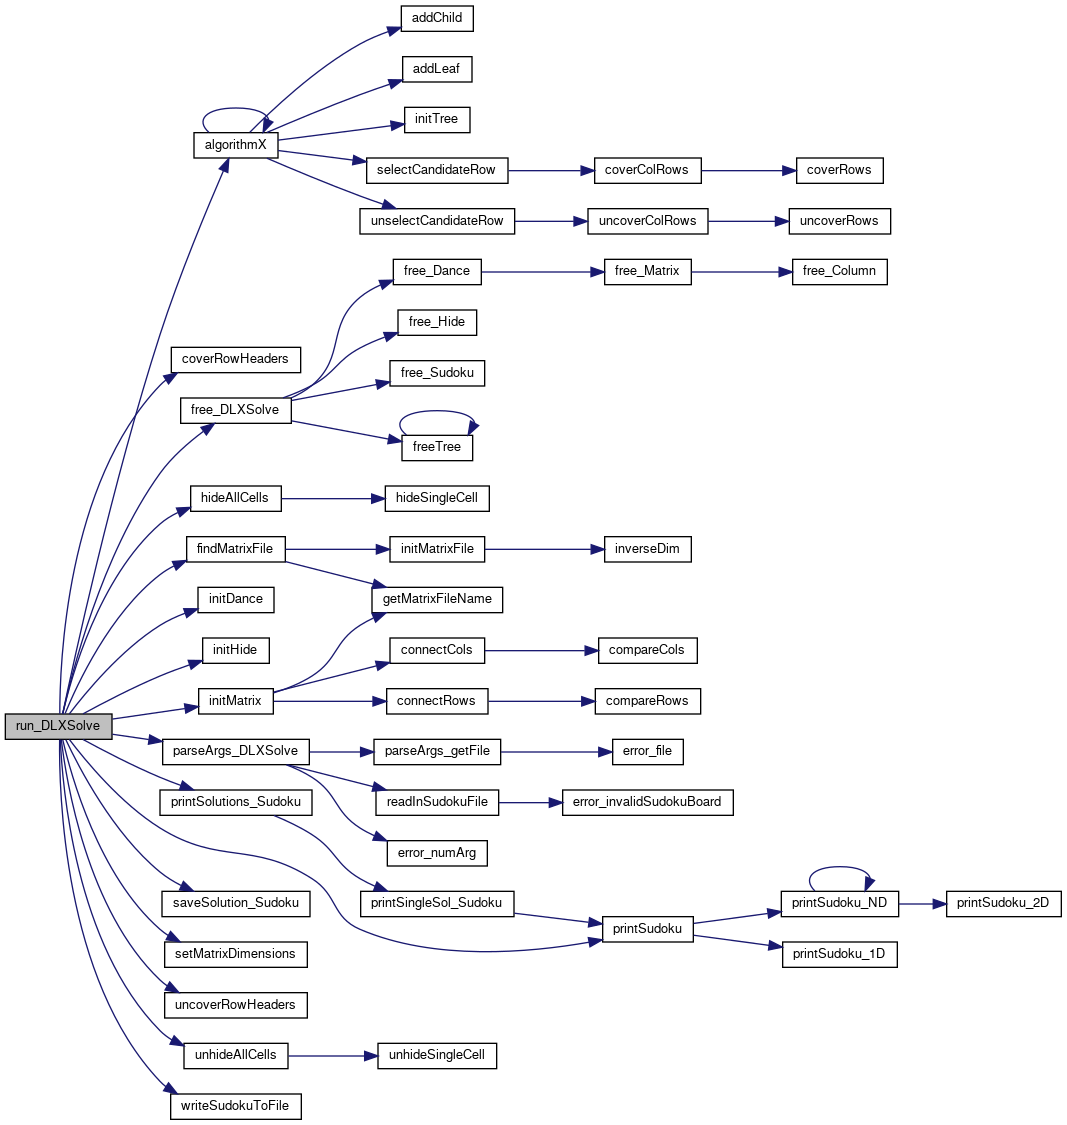 addChild
addLeaf
initTree
algorithmX
selectCandidateRow
coverColRows
coverRows
unselectCandidateRow
uncoverColRows
uncoverRows
free_Dance
free_Matrix
free_Column
free_Hide
coverRowHeaders
free_Sudoku
free_DLXSolve
freeTree
hideAllCells
hideSingleCell
findMatrixFile
initMatrixFile
inverseDim
initDance
getMatrixFileName
initHide
connectCols
compareCols
initMatrix
connectRows
compareRows
run_DLXSolve
parseArgs_DLXSolve
parseArgs_getFile
error_file
printSolutions_Sudoku
readInSudokuFile
error_invalidSudokuBoard
error_numArg
saveSolution_Sudoku
printSingleSol_Sudoku
printSudoku_ND
printSudoku_2D
printSudoku
setMatrixDimensions
printSudoku_1D
uncoverRowHeaders
unhideAllCells
unhideSingleCell
writeSudokuToFile